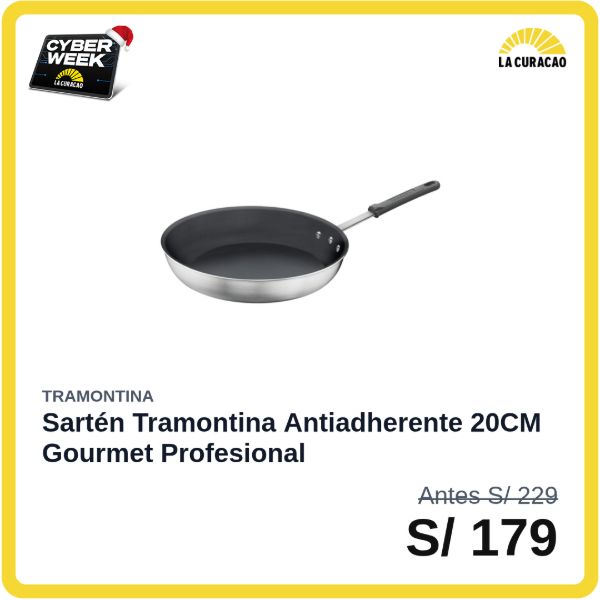 CYBER
WEEK
LA CURACAO
LA CURACAO
TRAMONTINA
Sartén Tramontina Antiadherente 20CM
Gourmet Profesional
Antes S/ 229
S/ 179